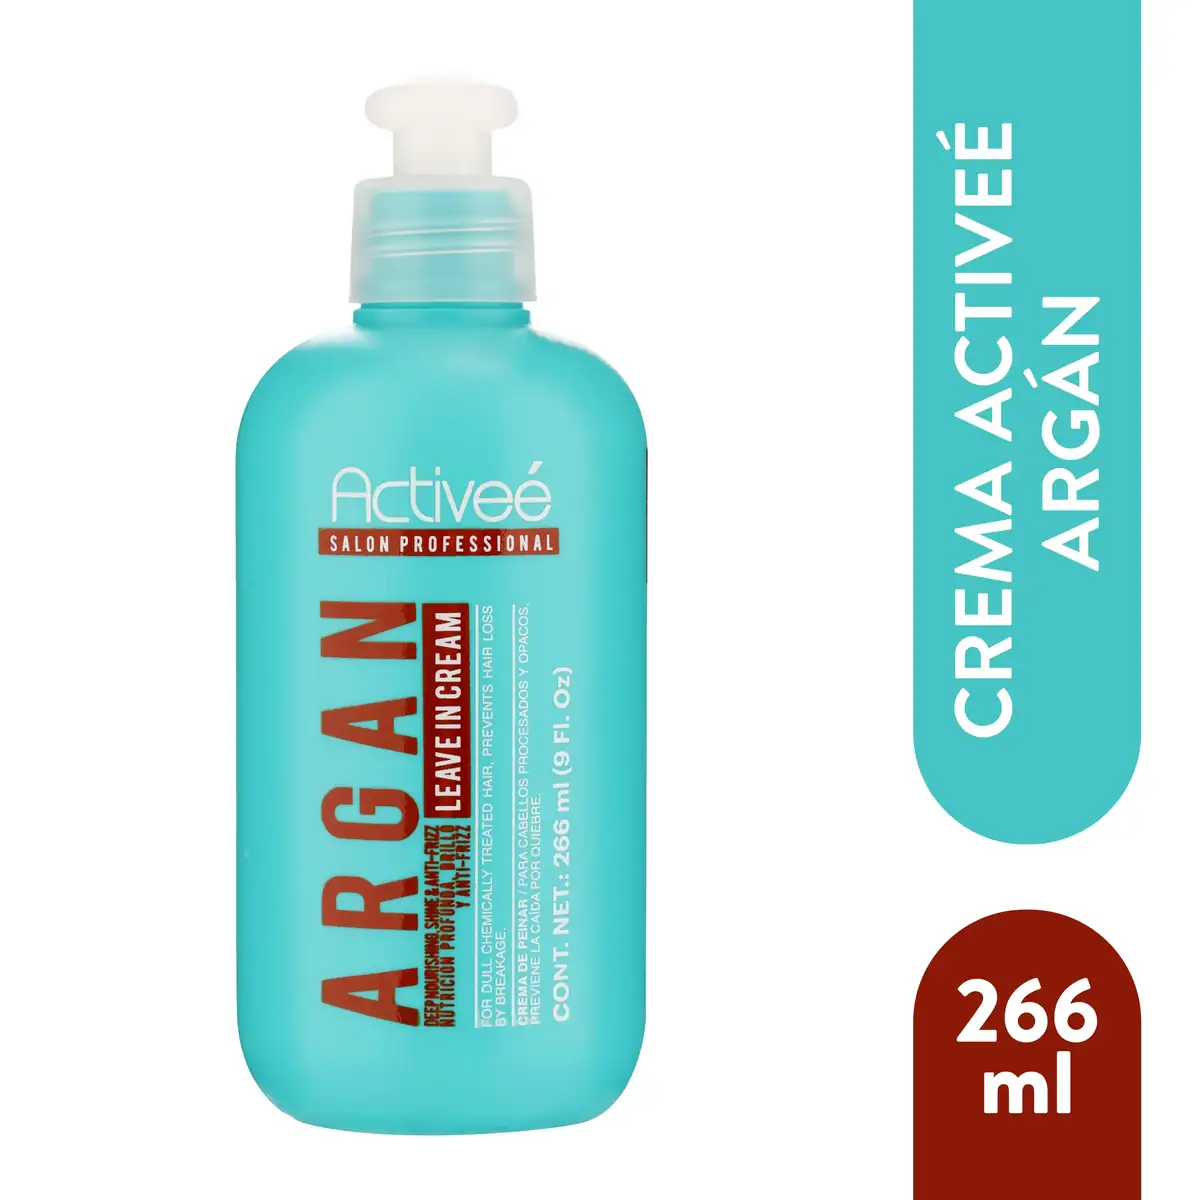 Activeé
SALON PROFESSIONAL
ARGAN
LEAVE IN CREAM
DEEP NOURISHING, SHINE & ANTI-FRIZZ
NUTRICIÓN PROFUNDA, BRILLO
Y ANTI-FRIZZ
FOR DULL CHEMICALLY TREATED HAIR, PREVENTS HAIR LOSS
BY BREAKAGE.
CREMA DE PEINAR / PARA CABELLOS PROCESADOS Y OPACOS,
PREVIENE LA CAÍDA POR QUIEBRE.
CONT. NET.: 266 ml (9 Fl. Oz)
CREMA ACTIVEÉ
ARGÁN
266
ml